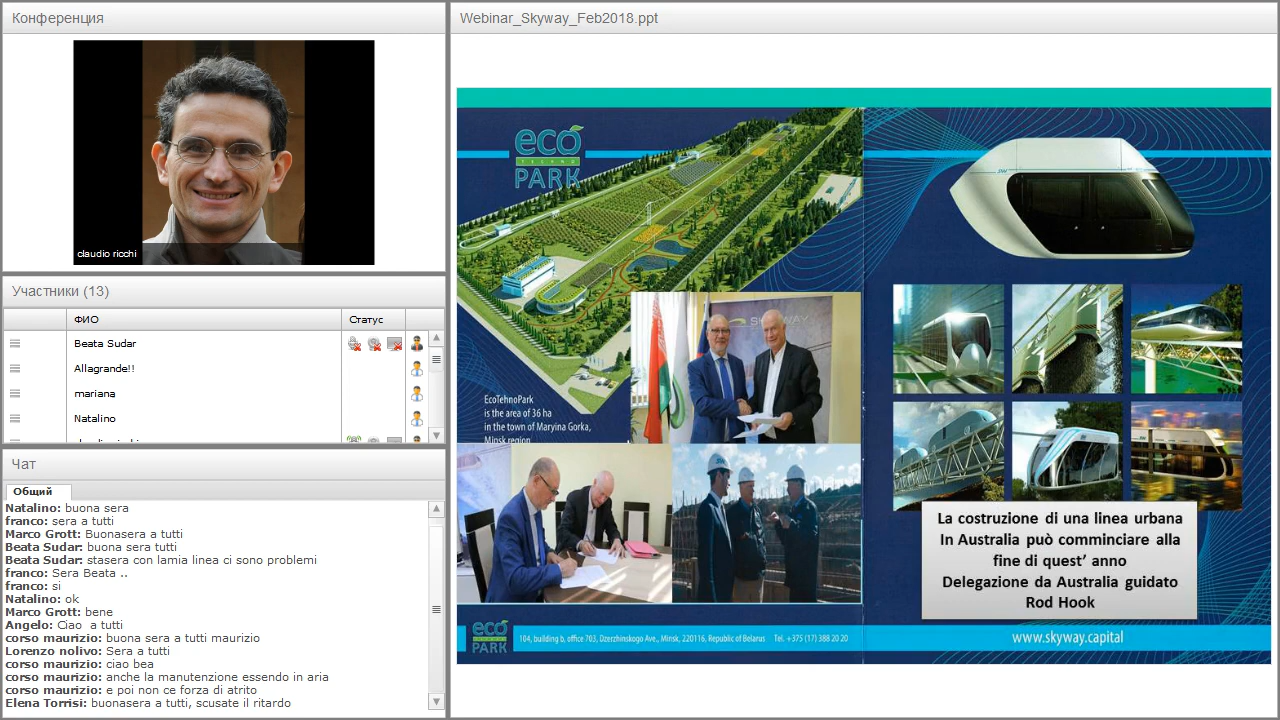 Конференция
claudio ricchi
Участники (13)
ФИО
Статус
Beata Sudar
Allagrande!!
mariana
Natalino
Чат
Общий
Natalino: buona sera
franco: sera a tutti
Marco Grott: Buonasera a tutti
Beata Sudar: buona sera tutti
Beata Sudar: stasera con lamia linea ci sono problemi
franco: Sera Beata ..
franco: si
Natalino: ok
Marco Grott: bene
Angelo: Ciao a tutti
corso maurizio: buona sera a tutti maurizio
Lorenzo nolivo: Sera a tutti
corso maurizio: ciao bea
corso maurizio: anche la manutenzione essendo in aria
corso maurizio: e poi non ce forza di atrito
Elena Torrisi: buonasera a tutti, scusate il ritardo
Webinar_Skyway_Feb2018.ppt
eco
TECHNO
PARK
EcoTehnoPark
is the area of 36 ha
in the town of Maryina Gorka,
Minsk region
SKYWAY
La costruzione di una linea urbana
In Australia può comminciare alla
fine di quest’ anno
Delegazione da Australia guidato
Rod Hook
eco
PARK
104, building b, office 703, Dzerzhinskogo Ave., Minsk, 220116, Republic of Belarus Tel. +375 (17) 388 20 20
www.skyway.capital